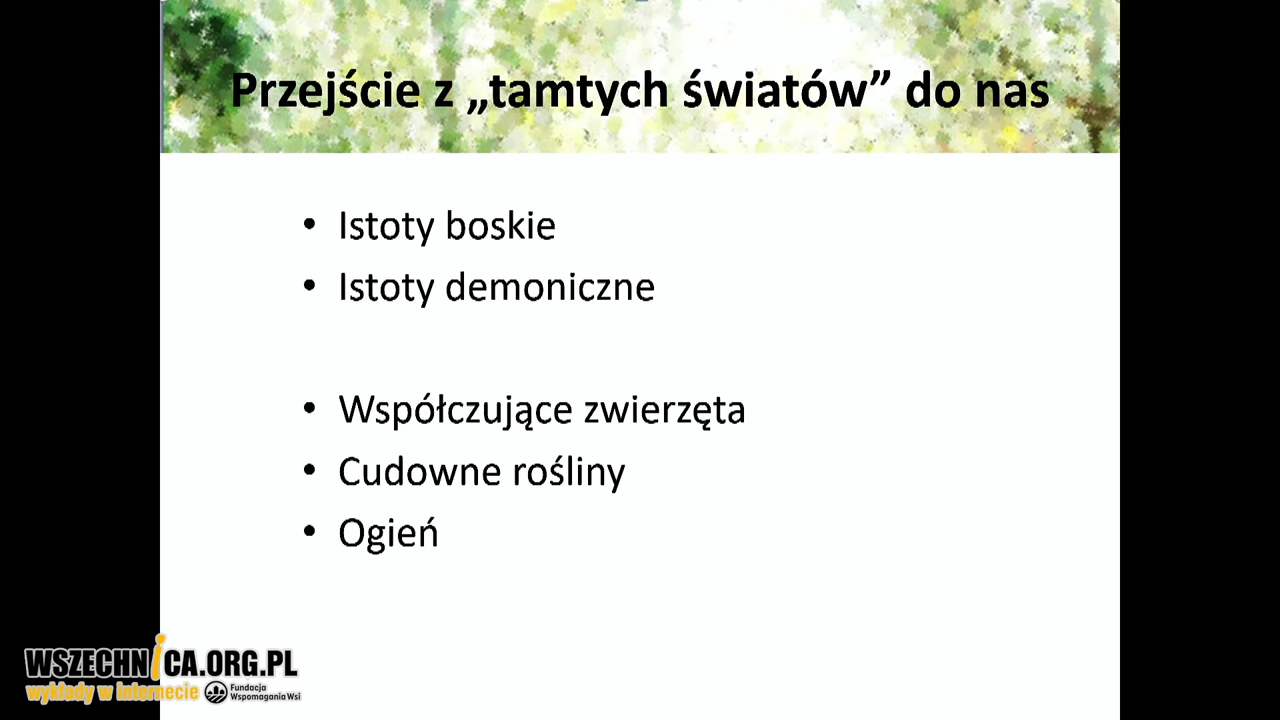 Przejście z „tamtych światów” do nas
• Istoty boskie
• Istoty demoniczne
• Współczujące zwierzęta
• Cudowne rośliny
• Ogień
WSZECHNiCA.ORG.PL
wykłady w internecie
Fundacja
Wspomagania Wsi